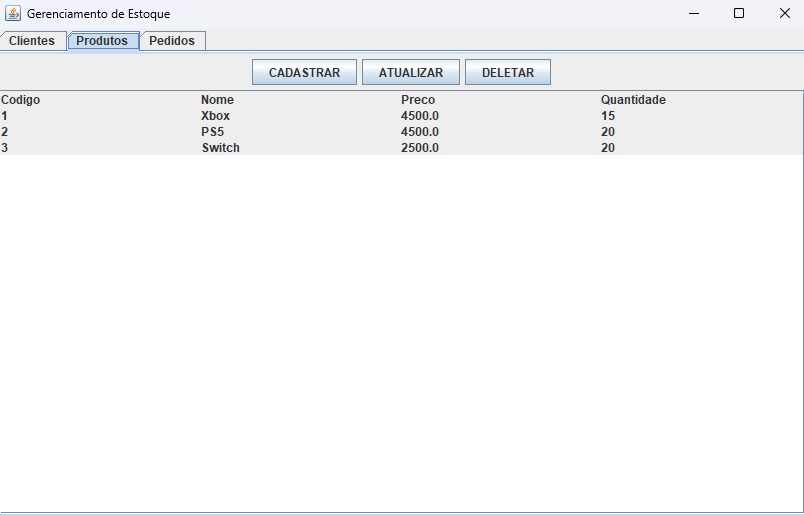 Gerenciamento de Estoque
Clientes Produtos Pedidos
CADASTRAR ATUALIZAR DELETAR
Codigo Nome Preco Quantidade
1 Xbox 4500.0 15
2 PS5 4500.0 20
3 Switch 2500.0 20